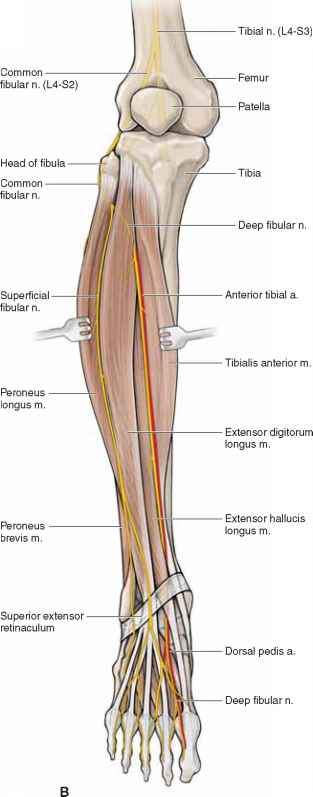 Tibial n. (L4-S3)
Common
fibular n. (L4-S2)
Femur
Patella
Head of fibula
Common
fibular n.
Tibia
Deep fibular n.
Superficial
fibular n.
Anterior tibial a.
Tibialis anterior m.
Peroneus
longus m.
Extensor digitorum
longus m.
Extensor hallucis
longus m.
Peroneus
brevis m.
Superior extensor
retinaculum
Dorsal pedis a.
Deep fibular n.
B